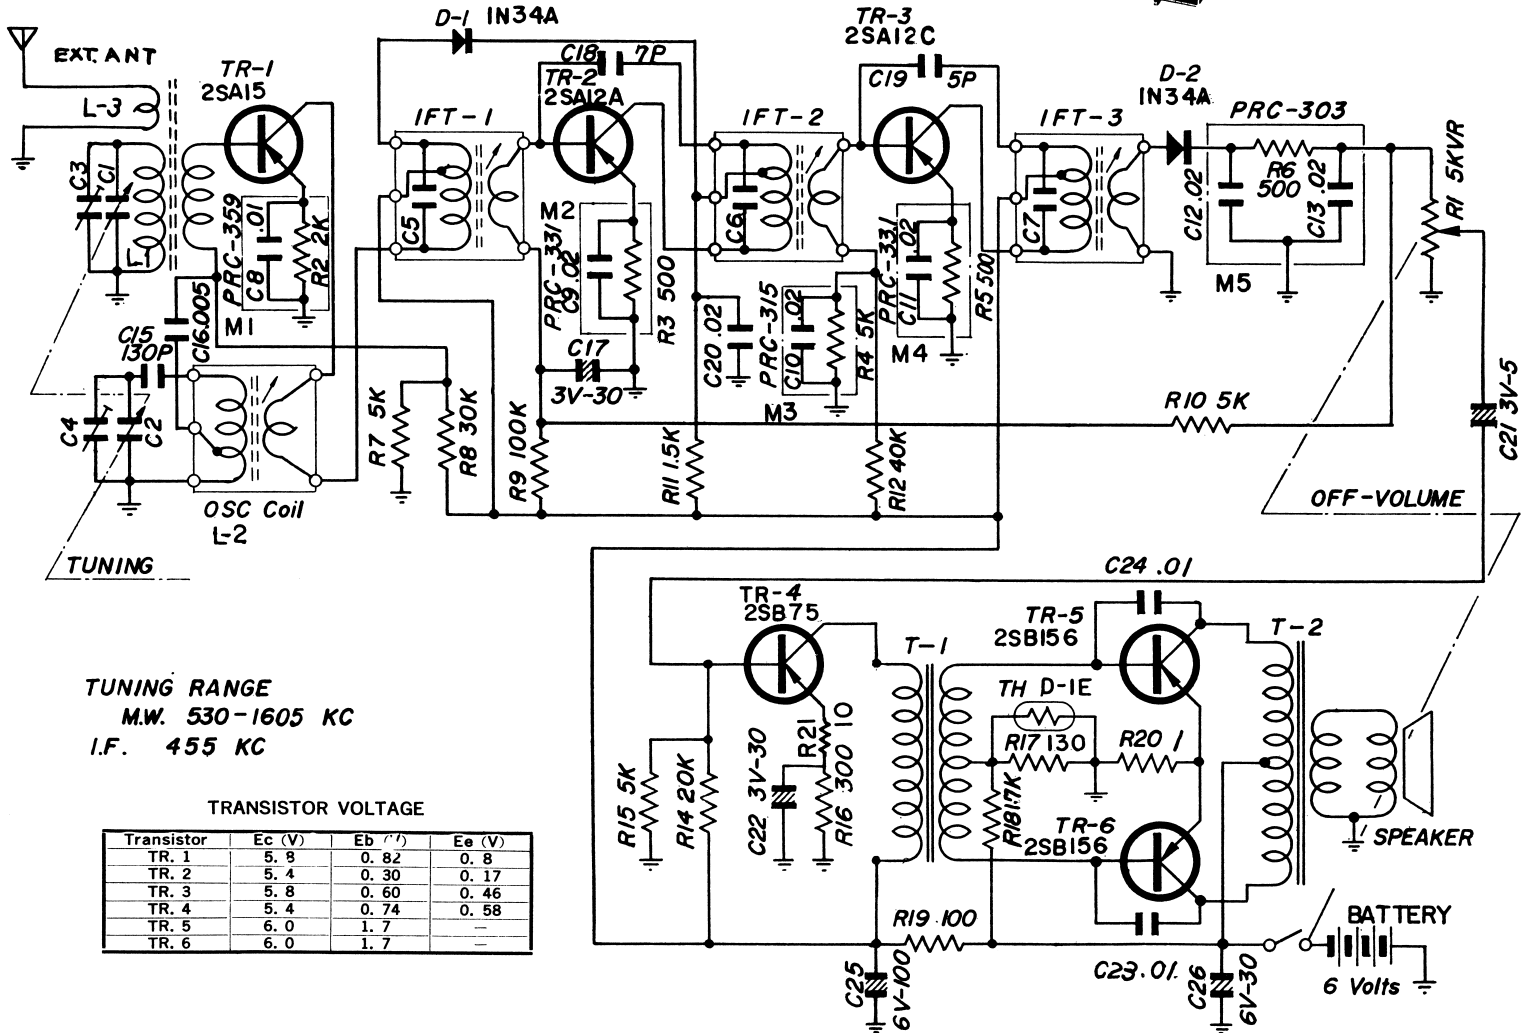 D-1 1N34A
TR-3
2SA12C
EXT. ANT
TR-1
2SA15
C18 7P
TR-2
2SA12A
C19 5P
D-2
1N34A
L-3
IFT-1
IFT-2
IFT-3
PRC-303
C3
C1
L-1
PRC-359
C8 .01
R2 2K
M1
C5
M2
PRC-331
C9 .02
R3 500
C6
PRC-331
C11 .02
R5 500
M4
C7
C12 .02
R6
500
C13 .02
M5
R1 5KVR
C15
130P
C16 .005
C17
3V-30
C20 .02
PRC-315
C10 .02
R4 5K
M3
C4
C2
OSC Coil
L-2
R7 5K
R8 30K
R9 100K
R11 1.5K
R12 40K
R10 5K
C21 3V-5
OFF-VOLUME
TUNING
C24 .01
TR-4
2SB75
TR-5
2SB156
T-1
T-2
TH D-1E
R17 130
R20 1
R21 10
R15 5K
R14 20K
C22 3V-30
R16 300
R18 1.7K
TR-6
2SB156
SPEAKER
R19 100
C23 .01
C25
6V-100
C26
6V-30
BATTERY
6 Volts
TUNING RANGE
M.W. 530-1605 KC
I.F. 455 KC
TRANSISTOR VOLTAGE
Transistor Ec (V) Eb (V) Ee (V)
TR. 1 5. 8 0. 82 0. 8
TR. 2 5. 4 0. 30 0. 17
TR. 3 5. 8 0. 60 0. 46
TR. 4 5. 4 0. 74 0. 58
TR. 5 6. 0 1. 7 —
TR. 6 6. 0 1. 7 —